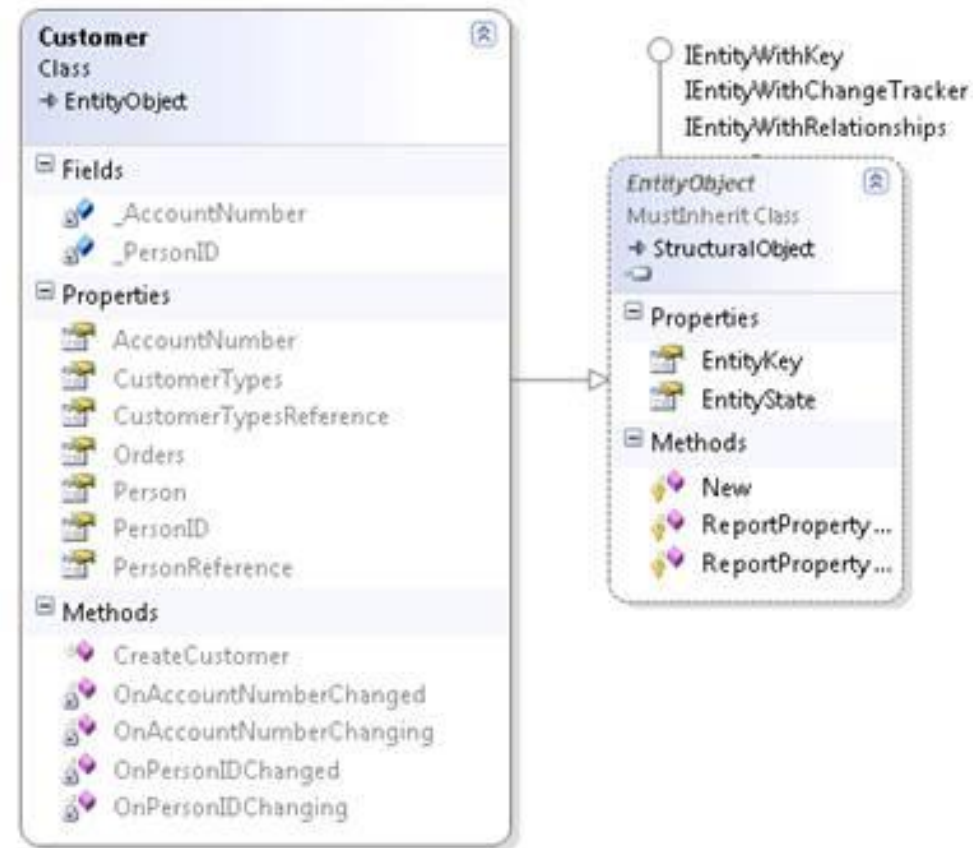 Customer
Class
EntityObject
Fields
_AccountNumber
_PersonID
Properties
AccountNumber
CustomerTypes
CustomerTypesReference
Orders
Person
PersonID
PersonReference
Methods
CreateCustomer
OnAccountNumberChanged
OnAccountNumberChanging
OnPersonIDChanged
OnPersonIDChanging
IEntityWithKey
IEntityWithChangeTracker
IEntityWithRelationships
EntityObject
MustInherit Class
StructuralObject
Properties
EntityKey
EntityState
Methods
New
ReportProperty...
ReportProperty...